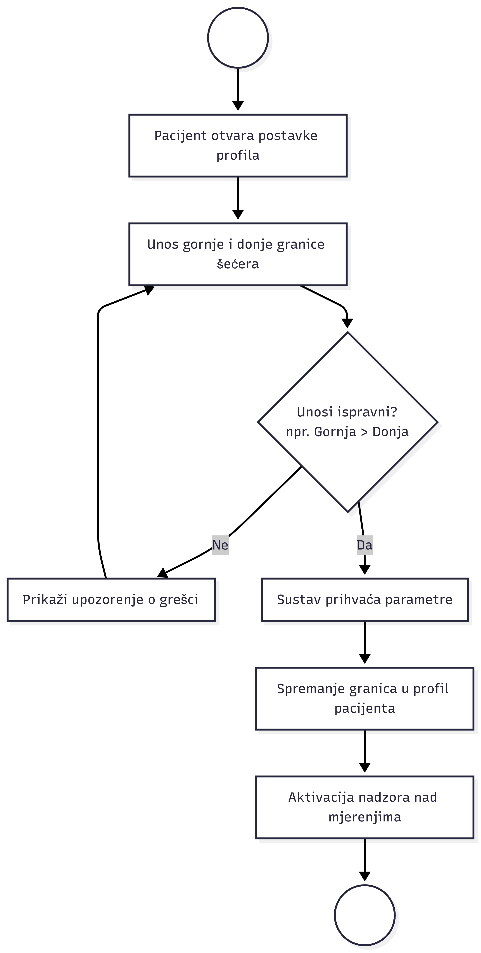 Pacijent otvara postavke
profila
Unos gornje i donje granice
šećera
Unosi ispravni?
npr. Gornja > Donja
Ne
Da
Prikaži upozorenje o grešci
Sustav prihvaća parametre
Spremanje granica u profil
pacijenta
Aktivacija nadzora nad
mjerenjima